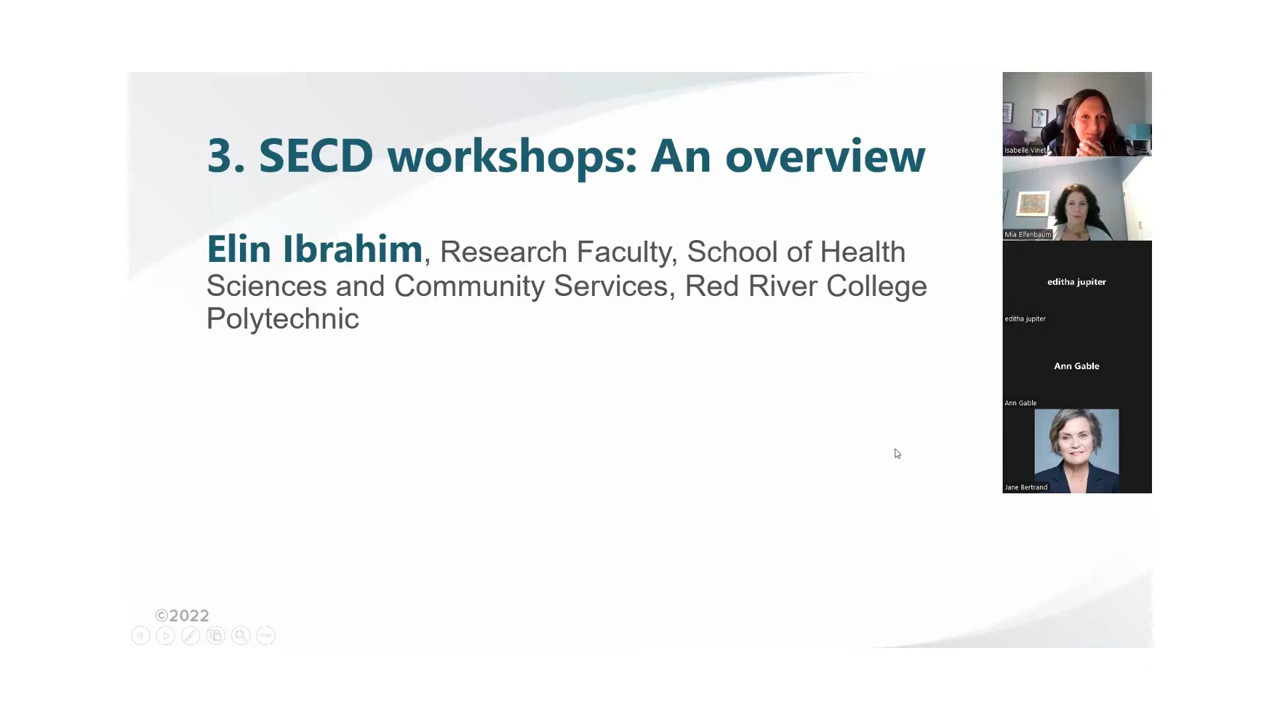 3. SECD workshops: An overview
Elin Ibrahim, Research Faculty, School of Health
Sciences and Community Services, Red River College
Polytechnic
©2022
Isabelle Vinet
Mia Elfenbaum
editha jupiter
editha jupiter
Ann Gable
Ann Gable
Jane Bertrand